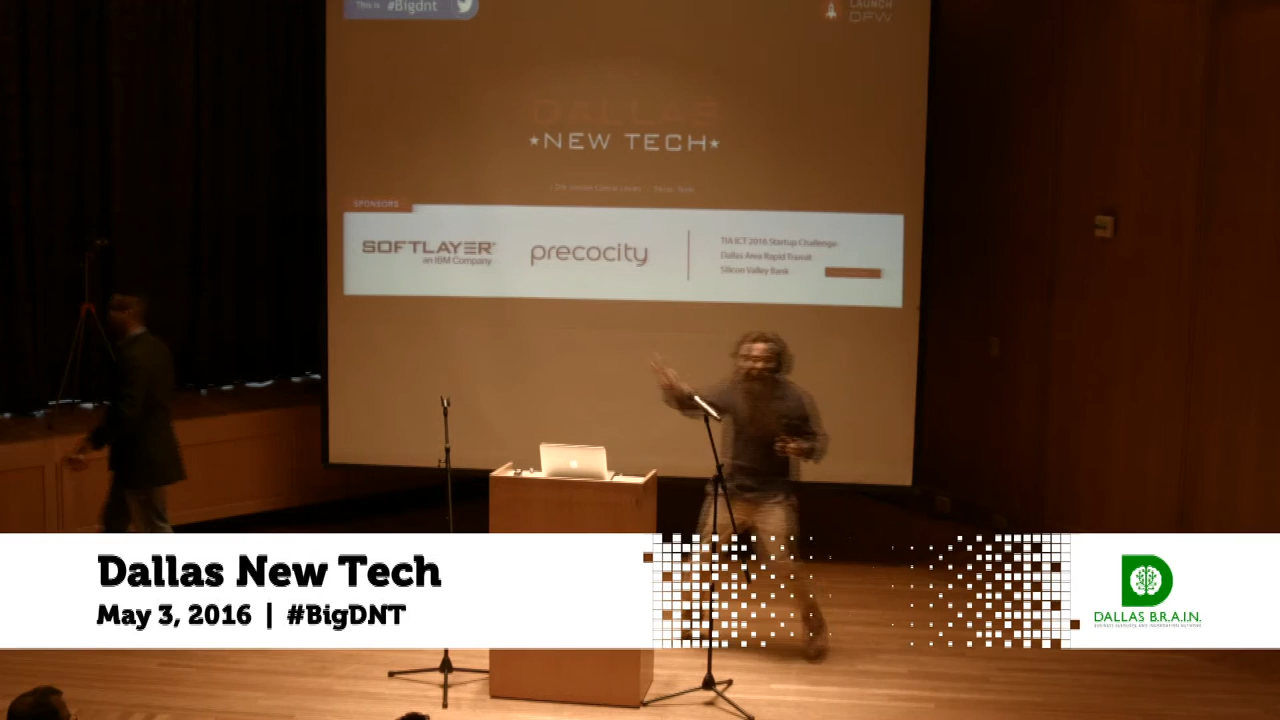 This is #Bigdnt
LAUNCH
DFW
DALLAS
★NEW TECH★
SPONSORS
SOFTLAYER®
an IBM Company
precocity
TIA ICT 2016 Startup Challenge
Dallas Area Rapid Transit
Silicon Valley Bank
Dallas New Tech
May 3, 2016 | #BigDNT
DALLAS B.R.A.I.N.